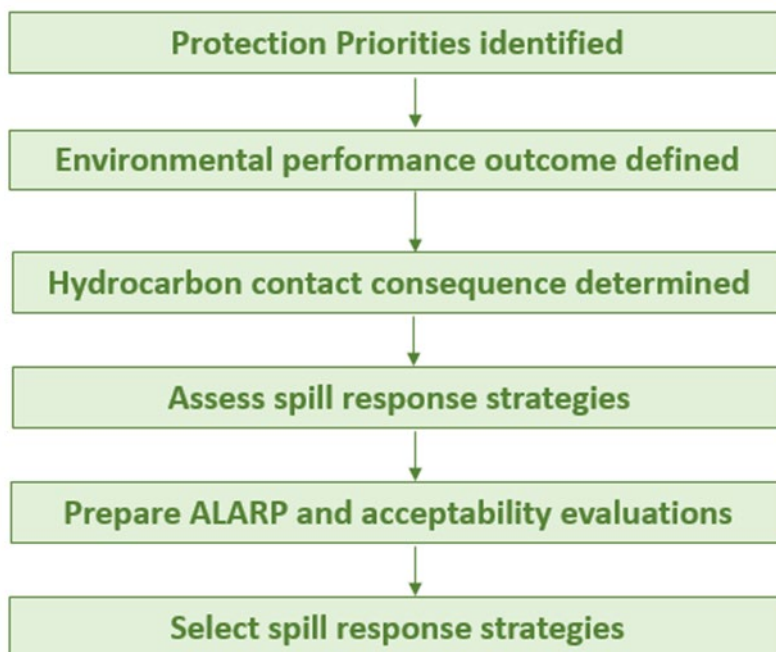 Protection Priorities identified
Environmental performance outcome defined
Hydrocarbon contact consequence determined
Assess spill response strategies
Prepare ALARP and acceptability evaluations
Select spill response strategies